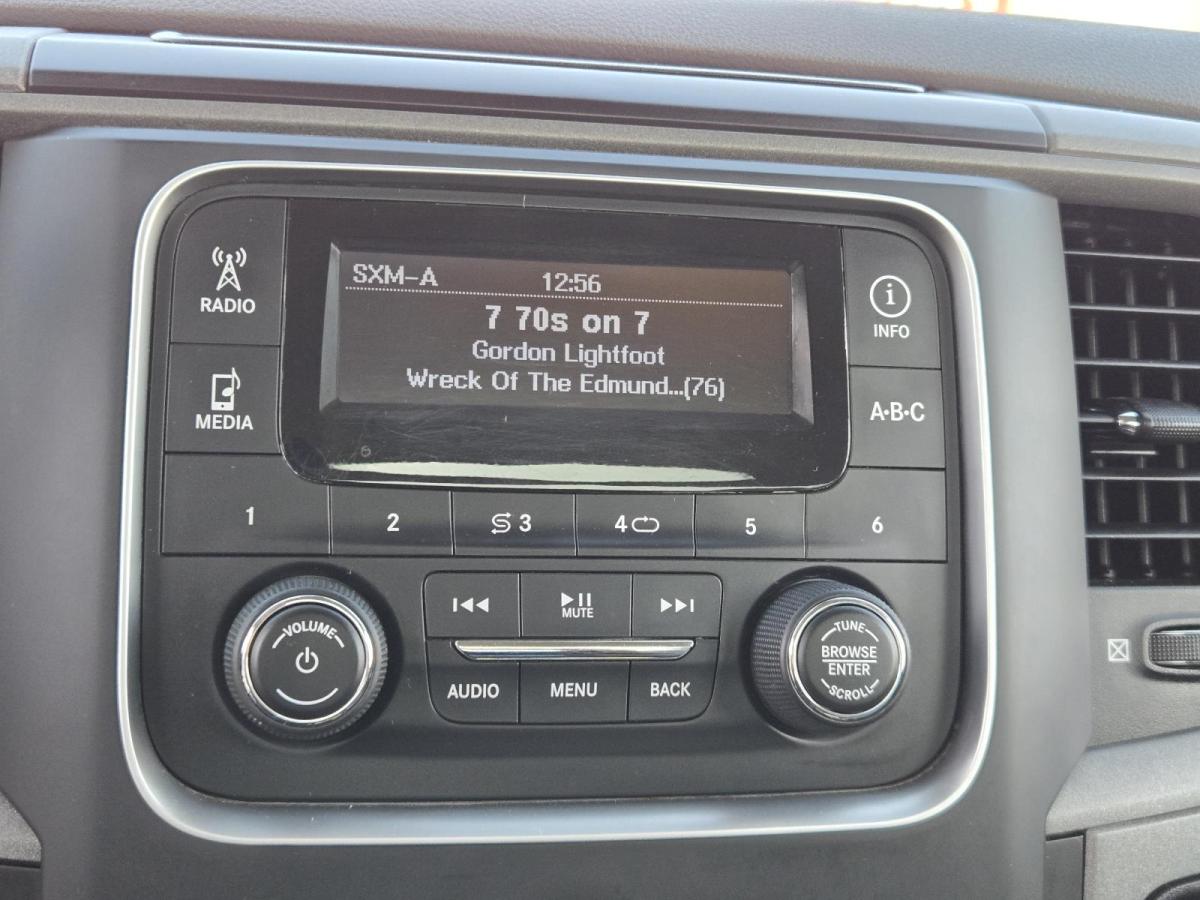 SXM-A 12:56
7 70s on 7
Gordon Lightfoot
Wreck Of The Edmund...(76)
RADIO
MEDIA
i
INFO
A•B•C
1 2 3 4 5 6
VOLUME
MUTE
AUDIO MENU BACK
TUNE
BROWSE
ENTER
SCROLL